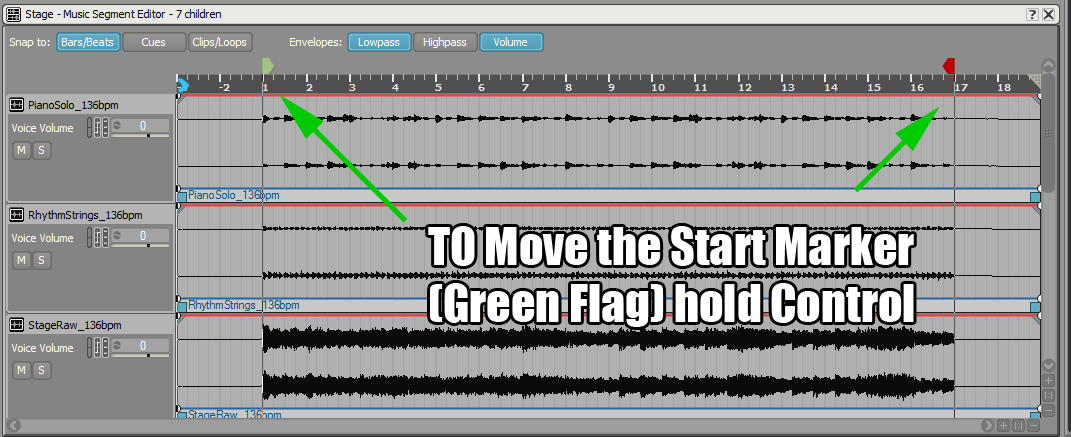 Stage - Music Segment Editor - 7 children
Snap to: Bars/Beats Cues Clips/Loops Envelopes: Lowpass Highpass Volume
-2 1 2 3 4 5 6 7 8 9 10 11 12 13 14 15 16 17 18
PianoSolo_136bpm
Voice Volume 0
M S
PianoSolo_136bpm
RhythmStrings_136bpm
Voice Volume 0
M S
TO Move the Start Marker
(Green Flag) hold Control
RhythmStrings_136bpm
StageRaw_136bpm
Voice Volume 0
M S
StageRaw_136bpm